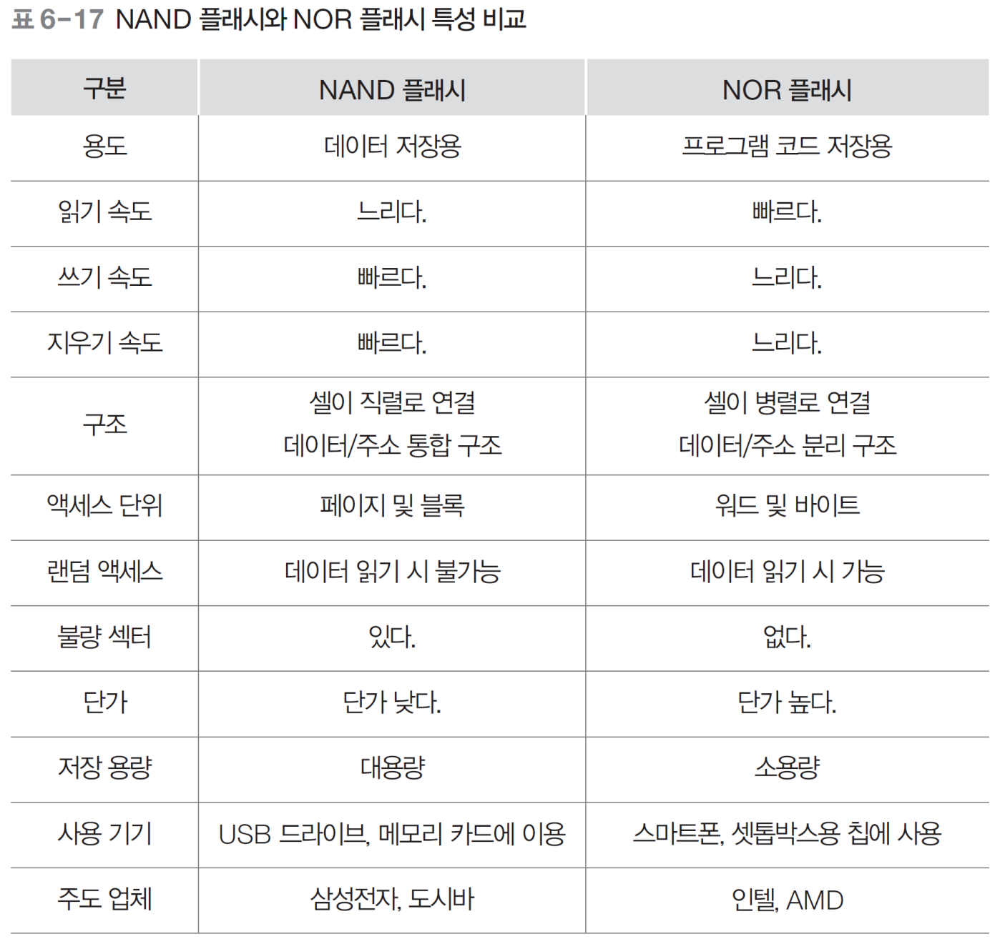 표 6-17 NAND 플래시와 NOR 플래시 특성 비교
구분 NAND 플래시 NOR 플래시
용도 데이터 저장용 프로그램 코드 저장용
읽기 속도 느리다. 빠르다.
쓰기 속도 빠르다. 느리다.
지우기 속도 빠르다. 느리다.
구조 셀이 직렬로 연결 셀이 병렬로 연결
데이터/주소 통합 구조 데이터/주소 분리 구조
액세스 단위 페이지 및 블록 워드 및 바이트
랜덤 액세스 데이터 읽기 시 불가능 데이터 읽기 시 가능
불량 섹터 있다. 없다.
단가 단가 낮다. 단가 높다.
저장 용량 대용량 소용량
사용 기기 USB 드라이브, 메모리 카드에 이용 스마트폰, 셋톱박스용 칩에 사용
주도 업체 삼성전자, 도시바 인텔, AMD